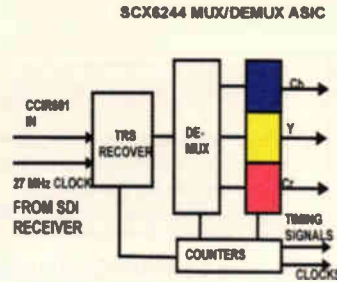 SCX6244 MUX/DEMUX ASIC
CCIR601
IN
TRS
RECOVER
DE-
MUX
Cb
Y
Cr
27 MHz CLOCK
FROM SDI
RECEIVER
COUNTERS
TIMING
SIGNALS
CLOCKS